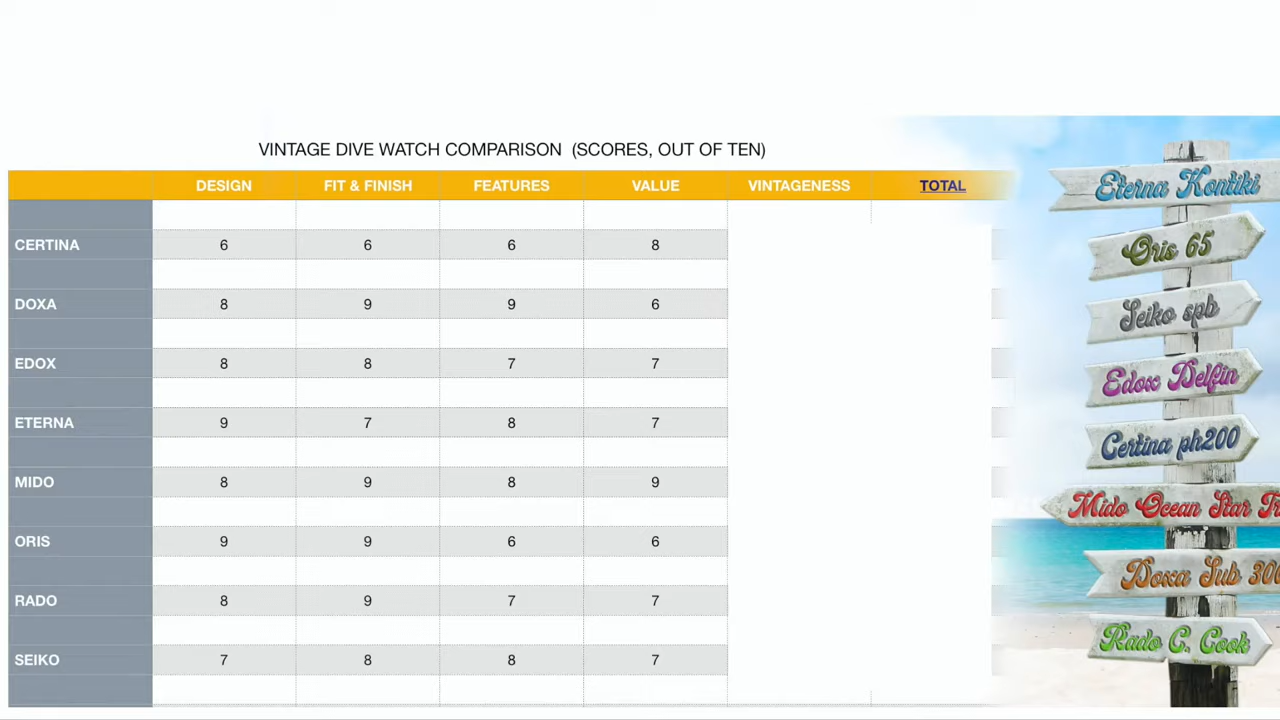 VINTAGE DIVE WATCH COMPARISON (SCORES, OUT OF TEN)
DESIGN FIT & FINISH FEATURES VALUE VINTAGENESS TOTAL
CERTINA 6 6 6 8
DOXA 8 9 9 6
EDOX 8 8 7 7
ETERNA 9 7 8 7
MIDO 8 9 8 9
ORIS 9 9 6 6
RADO 8 9 7 7
SEIKO 7 8 8 7
Eterna Kontiki
Oris 65
Seiko spb
Edox Delfin
Certina ph200
Mido Ocean Star
Doxa Sub
Rado C. Cook